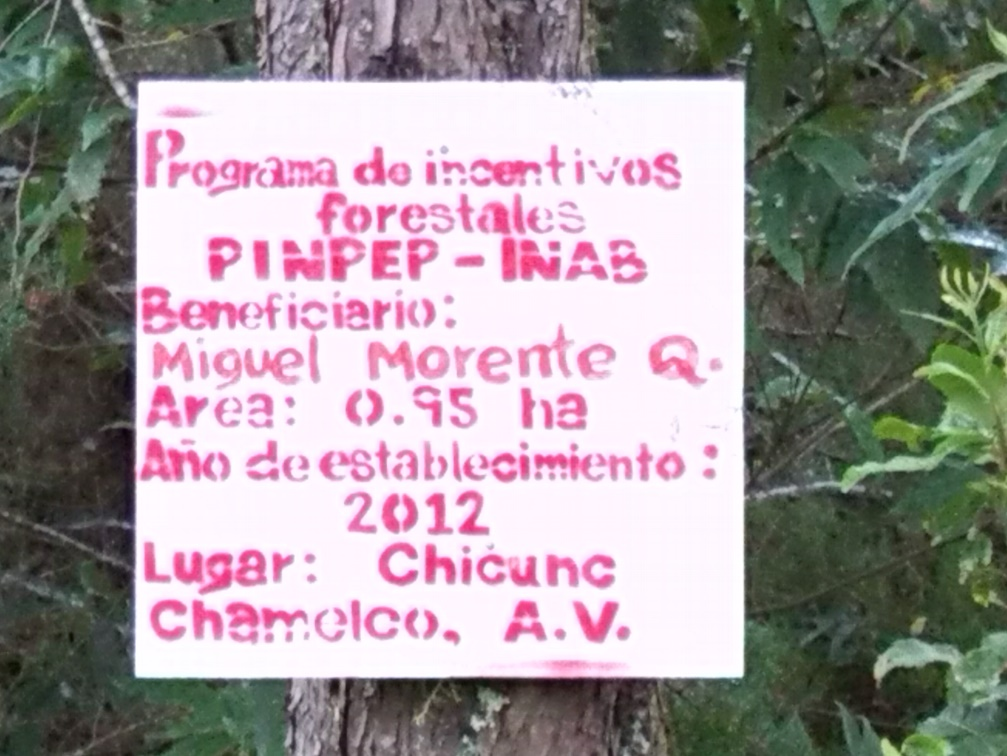 Programa de incentivos
forestales
PINPEP - INAB
Beneficiario:
Miguel Morente Q.
Area: 0.95 ha
Año de establecimiento :
2012
Lugar: Chicunc
Chamelco, A.V.